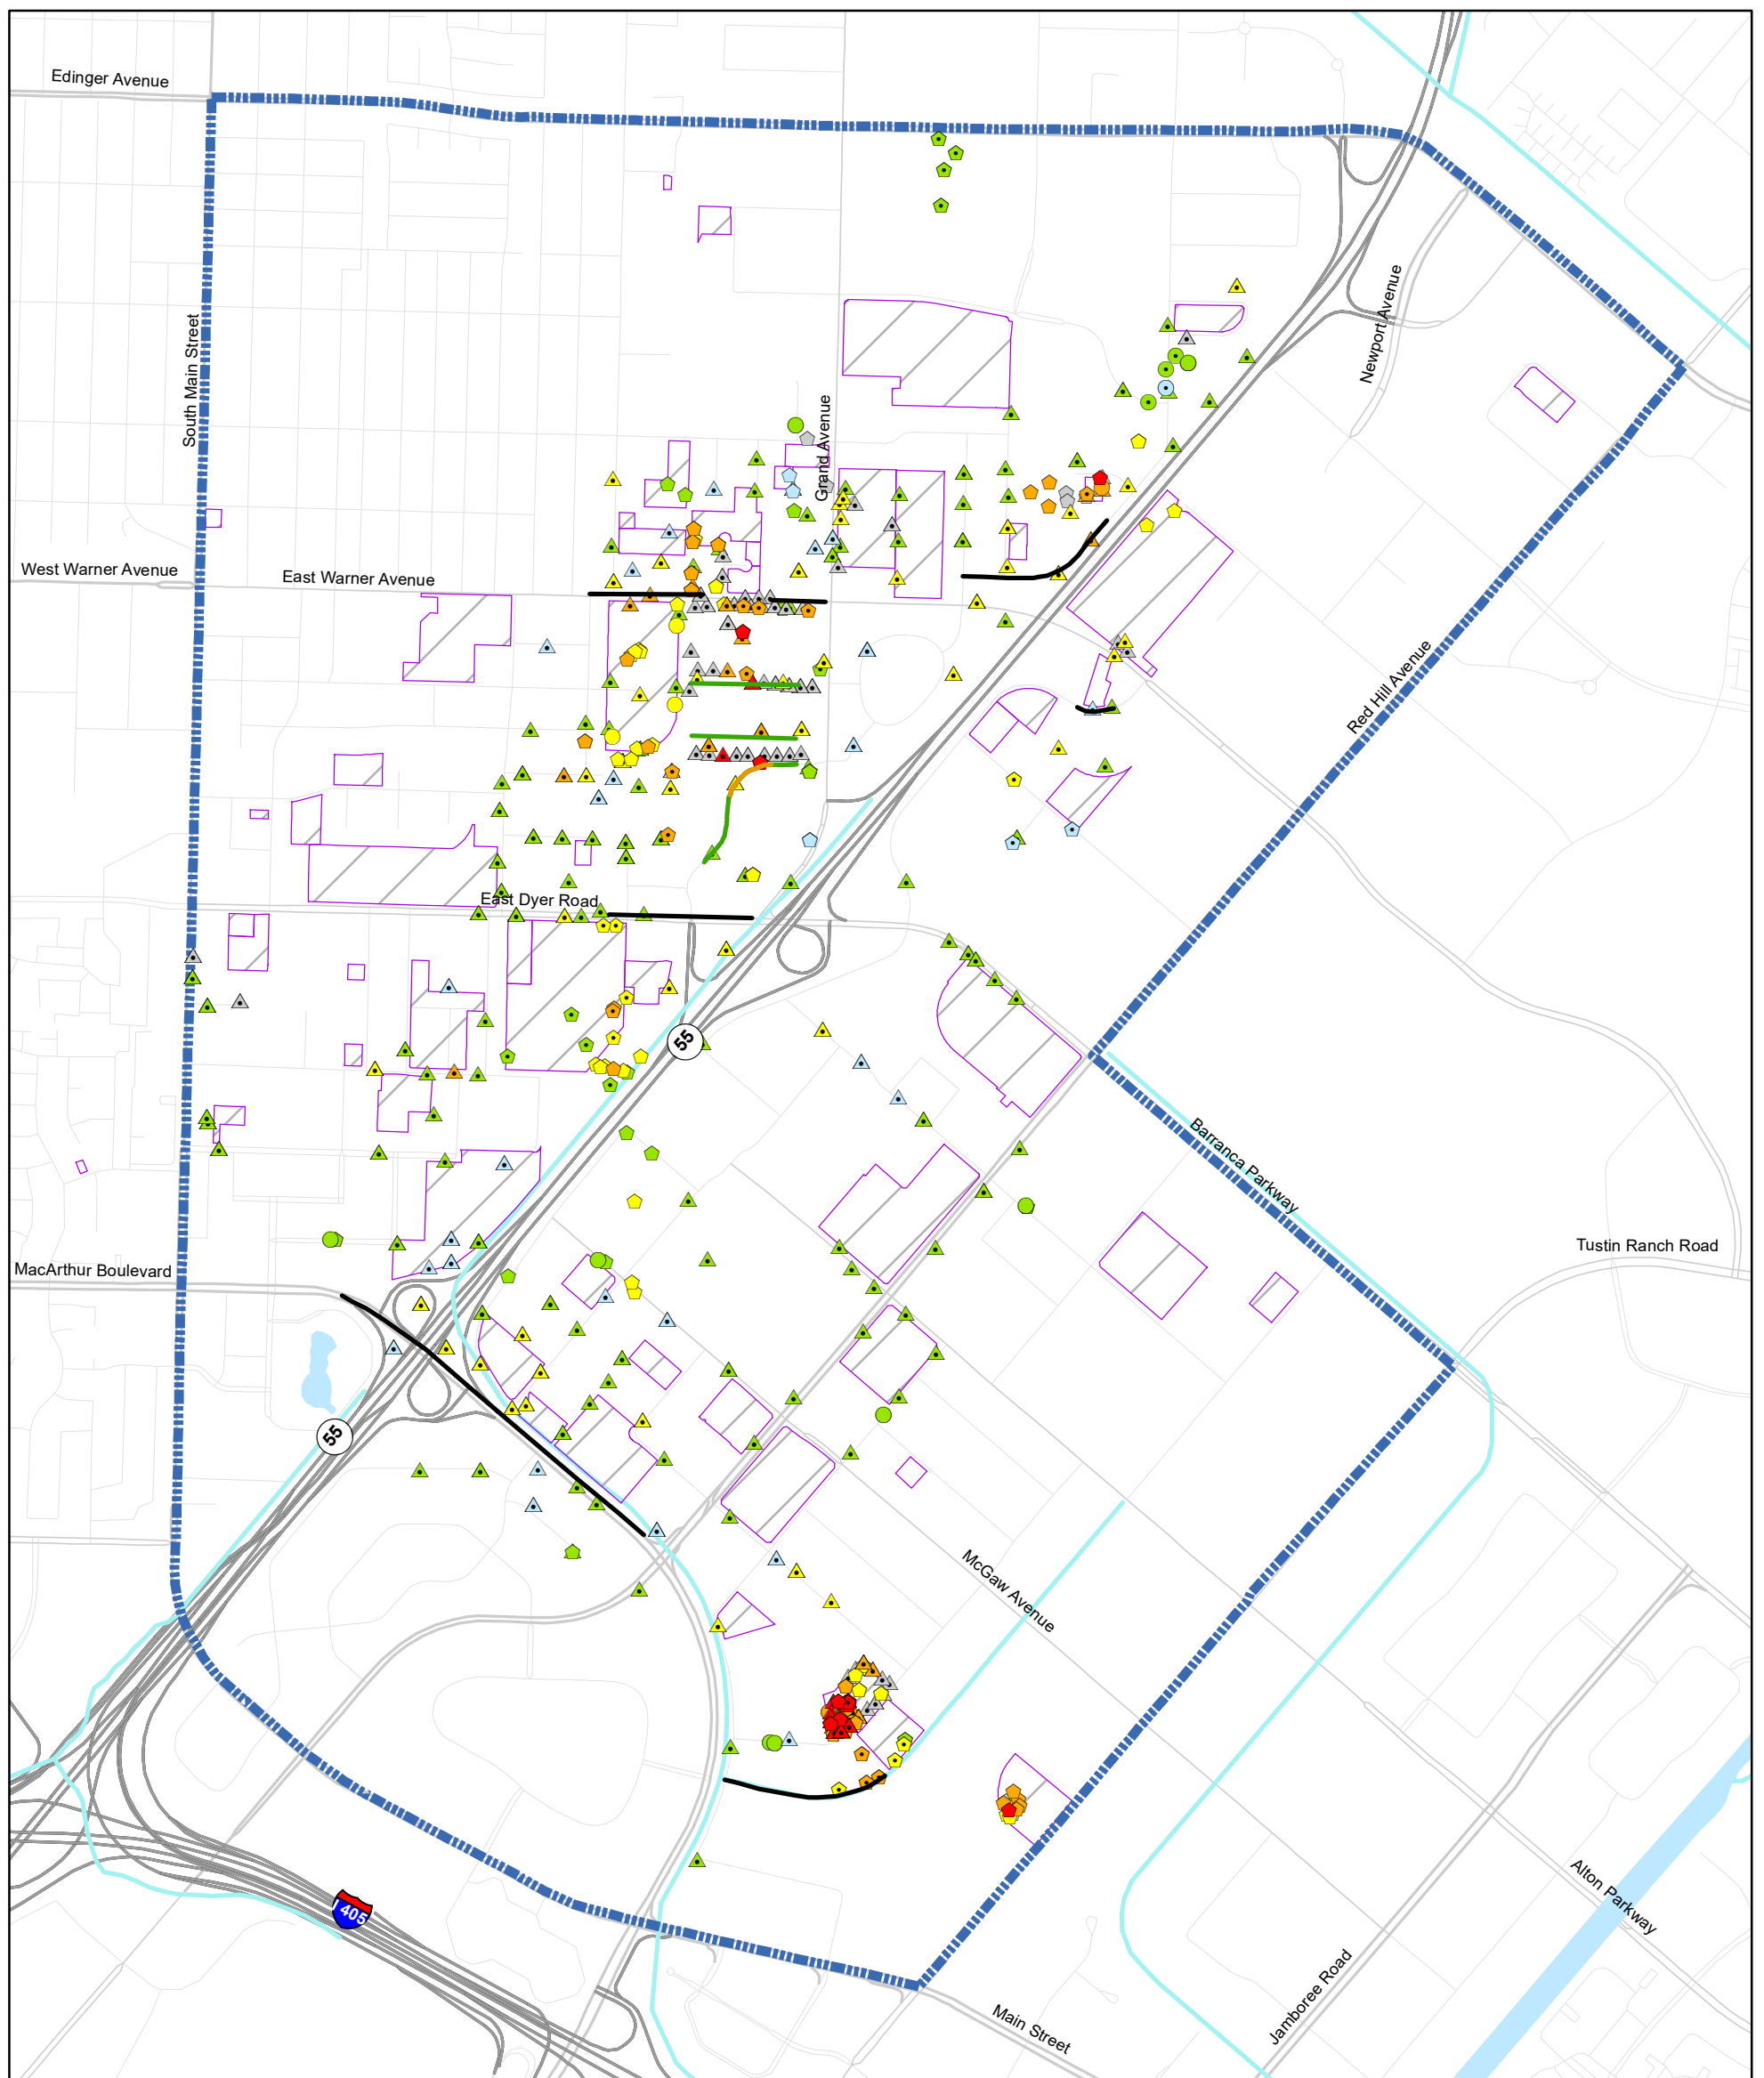 Edinger Avenue
Newport Avenue
South Main Street
Grand Avenue
West Warner Avenue
East Warner Avenue
Red Hill Avenue
East Dyer Road
55
Barranca Parkway
Tustin Ranch Road
MacArthur Boulevard
55
McGaw Avenue
Alton Parkway
405
Jamboree Road
Main Street